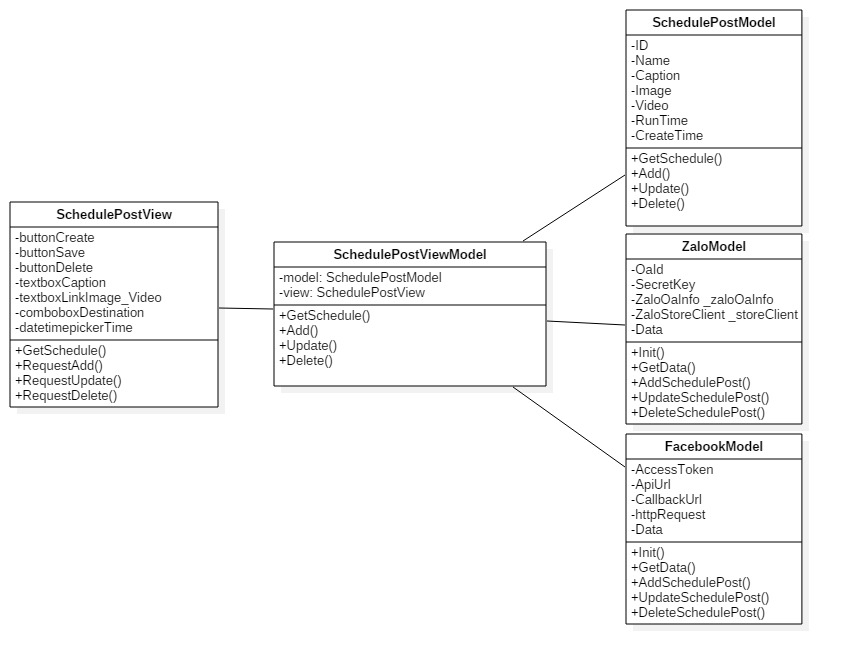 SchedulePostModel
-ID
-Name
-Caption
-Image
-Video
-RunTime
-CreateTime
+GetSchedule()
+Add()
+Update()
+Delete()
SchedulePostView
-buttonCreate
-buttonSave
-buttonDelete
-textboxCaption
-textboxLinkImage_Video
-comboboxDestination
-datetimepickerTime
+GetSchedule()
+RequestAdd()
+RequestUpdate()
+RequestDelete()
SchedulePostViewModel
-model: SchedulePostModel
-view: SchedulePostView
+GetSchedule()
+Add()
+Update()
+Delete()
ZaloModel
-OaId
-SecretKey
-ZaloOaInfo _zaloOaInfo
-ZaloStoreClient _storeClient
-Data
+Init()
+GetData()
+AddSchedulePost()
+UpdateSchedulePost()
+DeleteSchedulePost()
FacebookModel
-AccessToken
-ApiUrl
-CallbackUrl
-httpRequest
-Data
+Init()
+GetData()
+AddSchedulePost()
+UpdateSchedulePost()
+DeleteSchedulePost()